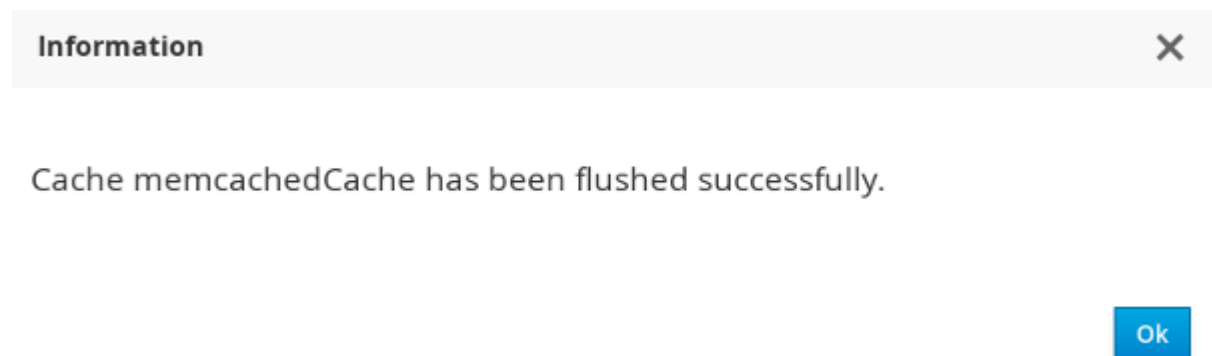 Information
Cache memcachedCache has been flushed successfully.
Ok